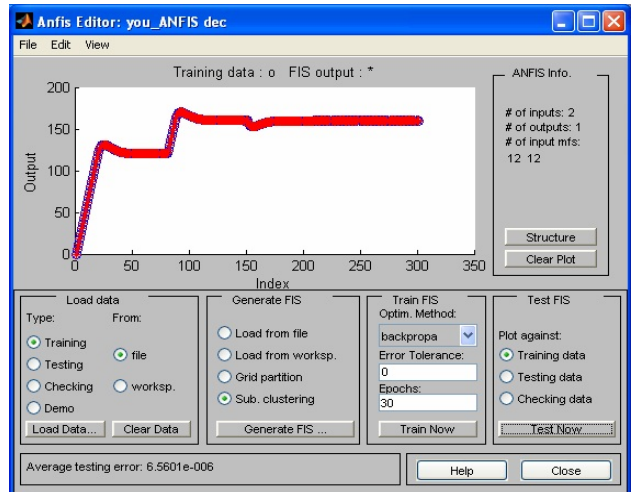 Anfis Editor: you_ANFIS dec
File Edit View
Training data : o FIS output : *
200
150
100
50
0
Output
0 50 100 150 200 250 300 350
Index
ANFIS Info.
# of inputs: 2
# of outputs: 1
# of input mfs:
12 12
Structure
Clear Plot
Load data
Type: From:
Training
Testing
Checking
Demo
file
worksp.
Load Data... Clear Data
Generate FIS
Load from file
Load from worksp.
Grid partition
Sub. clustering
Generate FIS ...
Train FIS
Optim. Method:
backpropa
Error Tolerance:
0
Epochs:
30
Train Now
Test FIS
Plot against:
Training data
Testing data
Checking data
Test Now
Average testing error: 6.5601e-006
Help Close